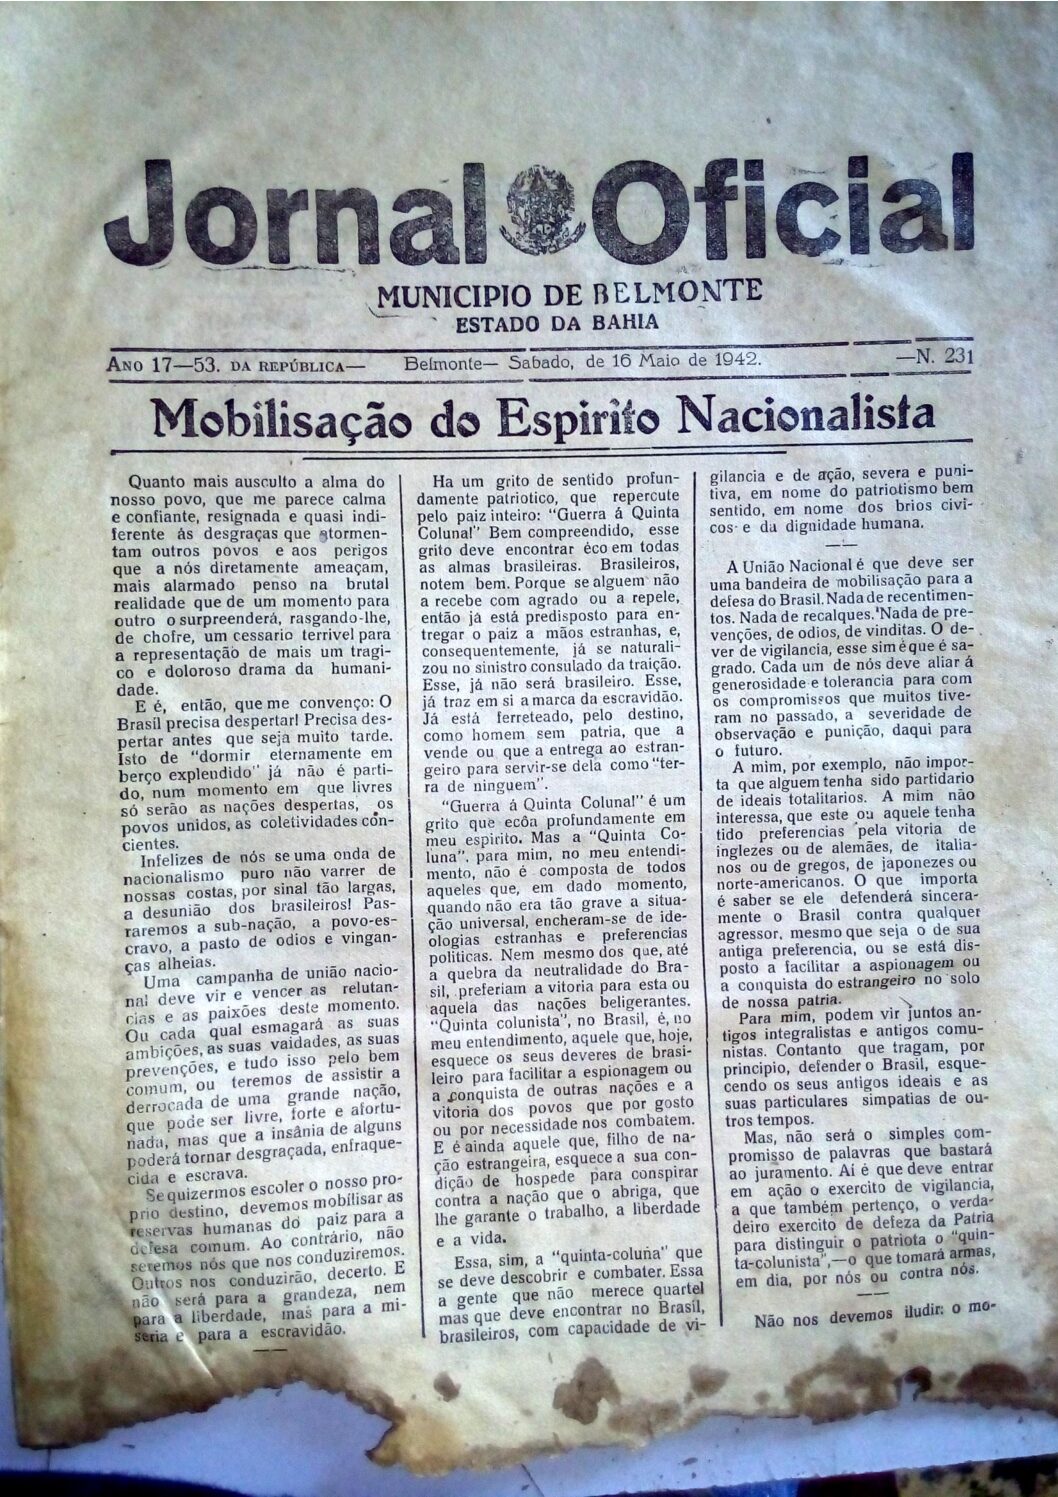 Jornal Oficial
MUNICIPIO DE BELMONTE
ESTADO DA BAHIA
ANO 17—53. DA REPÚBLICA— Belmonte— Sabado, de 16 Maio de 1942. —N. 231
Mobilisação do Espirito Nacionalista
Quanto mais ausculto a alma do
nosso povo, que me parece calma
e confiante, resignada e quasi indi-
ferente ás desgraças que atormen-
tam outros povos e aos perigos
que a nós diretamente ameaçam,
mais alarmado penso na brutal
realidade que de um momento para
outro o surpreenderá, rasgando-lhe,
de chofre, um cessario terrivel para
a representação de mais um tragi-
co e doloroso drama da humani-
dade.
E é, então, que me convenço: O
Brasil precisa despertar! Precisa des-
pertar antes que seja muito tarde.
Isto de "dormir eternamente em
berço explendido" já não é parti-
do, num momento em que livres
só serão as nações despertas, os
povos unidos, as coletividades con-
cientes.
Infelizes de nós se uma onda de
nacionalismo puro não varrer de
nossas costas, por sinal tão largas,
a desunião dos brasileiros! Pas-
raremos a sub-nação, a povo-es-
cravo, a pasto de odios e vingan-
ças alheias.
Uma campanha de união nacio-
nal deve vir e vencer as relutan-
cias e as paixões deste momento.
Ou cada qual esmagará as suas
ambições, as suas vaidades, as suas
prevenções, e tudo isso pelo bem
comum, ou teremos de assistir a
derrocada de uma grande nação,
que pode ser livre, forte e afortu-
nada, mas que a insânia de alguns
poderá tornar desgraçada, enfraque-
cida e escrava.
Se quizermos escoler o nosso pro-
prio destino, devemos mobilisar as
reservas humanas do paiz para a
defesa comum. Ao contrário, não
seremos nós que nos conduziremos.
Outros nos conduzirão, decerto. E
não será para a grandeza, nem
para a liberdade, mas para a mi-
seria e para a escravidão.
Ha um grito de sentido profun-
damente patriotico, que repercute
pelo paiz inteiro: "Guerra á Quinta
Coluna!" Bem compreendido, esse
grito deve encontrar éco em todas
as almas brasileiras. Brasileiros,
notem bem. Porque se alguem não
a recebe com agrado ou a repele,
então já está predisposto para en-
tregar o paiz a mãos estranhas, e,
consequentemente, já se naturali-
zou no sinistro consulado da traição.
Esse, já não será brasileiro. Esse,
já traz em si a marca da escravidão.
Já está ferreteado, pelo destino,
como homem sem patria, que a
vende ou que a entrega ao estran-
geiro para servir-se dela como "ter-
ra de ninguem".
"Guerra á Quinta Coluna!" é um
grito que ecôa profundamente em
meu espirito. Mas a "Quinta Co-
luna". para mim, no meu entendi-
mento, não é composta de todos
aqueles que, em dado momento,
quando não era tão grave a situa-
ção universal, encheram-se de ide-
ologias estranhas e preferencias
politicas. Nem mesmo dos que, até
a quebra da neutralidade do Bra-
sil, preferiam a vitoria para esta ou
aquela das nações beligerantes.
"Quinta colunista", no Brasil, é, no
meu entendimento, aquele que, hoje,
esquece os seus deveres de brasi-
leiro para facilitar a espionagem ou
a conquista de outras nações e a
vitoria dos povos que por gosto
ou por necessidade nos combatem.
E é ainda aquele que, filho de na-
ção estrangeira, esquece a sua con-
dição de hospede para conspirar
contra a nação que o abriga, que
lhe garante o trabalho, a liberdade
e a vida.
Essa, sim, a "quinta-coluña" que
se deve descobrir e combater. Essa
a gente que não merece quartel
mas que deve encontrar no Brasil,
brasileiros, com capacidade de vi-
gilancia e de ação, severa e puni-
tiva, em nome do patriotismo bem
sentido, em nome dos brios civi-
cos e da dignidade humana.
A União Nacional é que deve ser
uma bandeira de mobilisação para a
defesa do Brasil. Nada de recentimen-
tos. Nada de recalques. Nada de pre-
venções, de odios, de vinditas. O de-
ver de vigilancia, esse sim é que é sa-
grado. Cada um de nós deve aliar á
generosidade e tolerancia para com
os compromissos que muitos tive-
ram no passado, a severidade de
observação e punição, daqui para
o futuro.
A mim, por exemplo, não impor-
ta que alguem tenha sido partidario
de ideais totalitarios. A mim não
interessa, que este ou aquele tenha
tido preferencias pela vitoria de
inglezes ou de alemães, de italia-
nos ou de gregos, de japonezes ou
norte-americanos. O que importa
é saber se ele defenderá sincera-
mente o Brasil contra qualquer
agressor, mesmo que seja o de sua
antiga preferencia, ou se está dis-
posto a facilitar a aspionagem ou
a conquista do estrangeiro no solo
de nossa patria.
Para mim, podem vir juntos an-
tigos integralistas e antigos comu-
nistas. Contanto que tragam, por
principio, defender o Brasil, esque-
cendo os seus antigos ideais e as
suas particulares simpatias de ou-
tros tempos.
Mas, não será o simples com-
promisso de palavras que bastará
ao juramento. Aí é que deve entrar
em ação o exercito de vigilancia,
a que também pertenço, o verda-
deiro exercito de defeza da Patria
para distinguir o patriota o "quin-
ta-colunista",—o que tomará armas,
em dia, por nós ou contra nós.
Não nos devemos iludir: o mo-